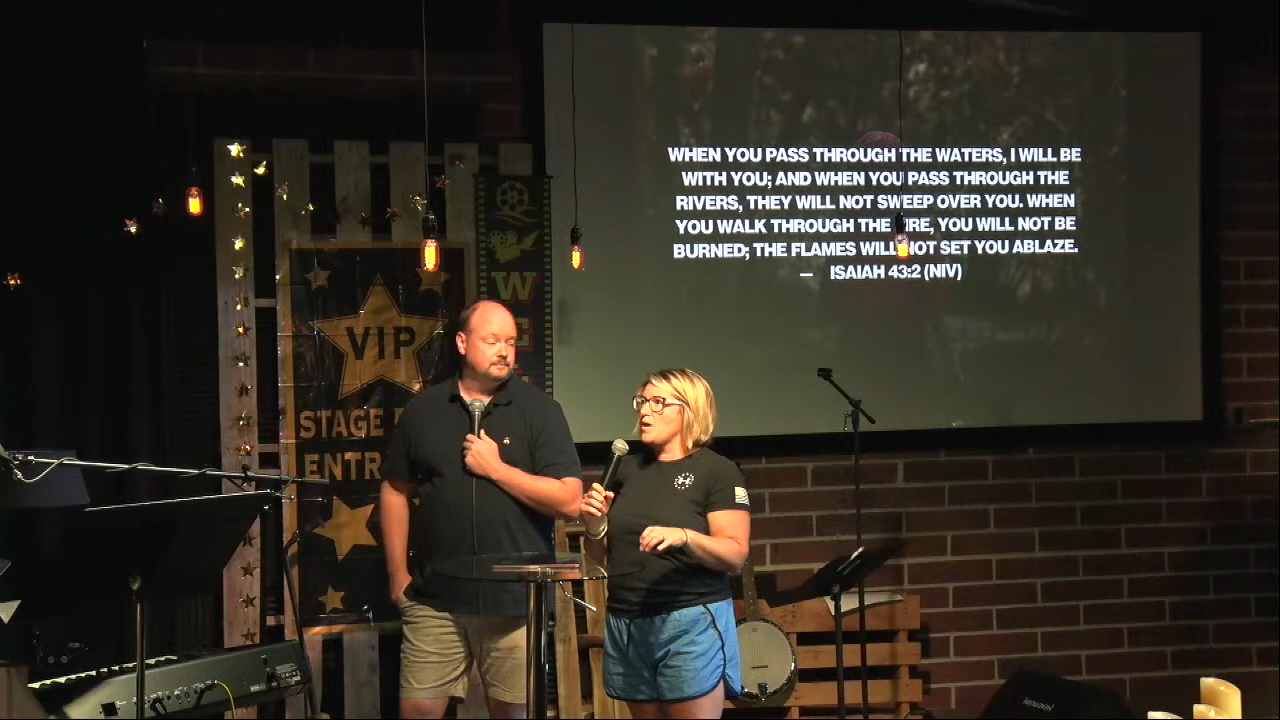 WHEN YOU PASS THROUGH THE WATERS, I WILL BE
WITH YOU; AND WHEN YOU PASS THROUGH THE
RIVERS, THEY WILL NOT SWEEP OVER YOU. WHEN
YOU WALK THROUGH THE FIRE, YOU WILL NOT BE
BURNED; THE FLAMES WILL NOT SET YOU ABLAZE.
— ISAIAH 43:2 (NIV)
VIP
STAGE